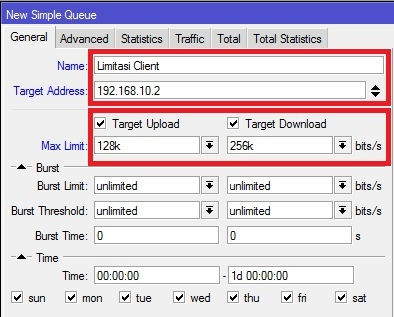 New Simple Queue
General Advanced Statistics Traffic Total Total Statistics
Name: Limitasi Client
Target Address: 192.168.10.2
Target Upload Target Download
Max Limit: 128k 256k bits/s
Burst
Burst Limit: unlimited unlimited bits/s
Burst Threshold: unlimited unlimited bits/s
Burst Time: 0 0 s
Time
Time: 00:00:00 - 1d 00:00:00
sun mon tue wed thu fri sat